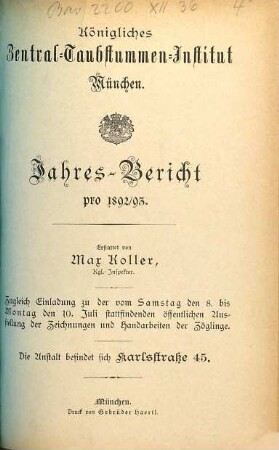 Bav. 2200 XII 36
4°
Königliches
Zentral-Taubstummen-Institut
München.
Jahres-Bericht
pro 1892/93.
Erstattet von
Max Koller,
Kgl. Inspektor.
Zugleich Einladung zu der vom Samstag den 8. bis
Montag den 10. Juli stattfindenden öffentlichen Aus-
stellung der Zeichnungen und Handarbeiten der Zöglinge.
Die Anstalt befindet sich Karlsstraße 45.
München.
Druck von Gebrüder Haertl.